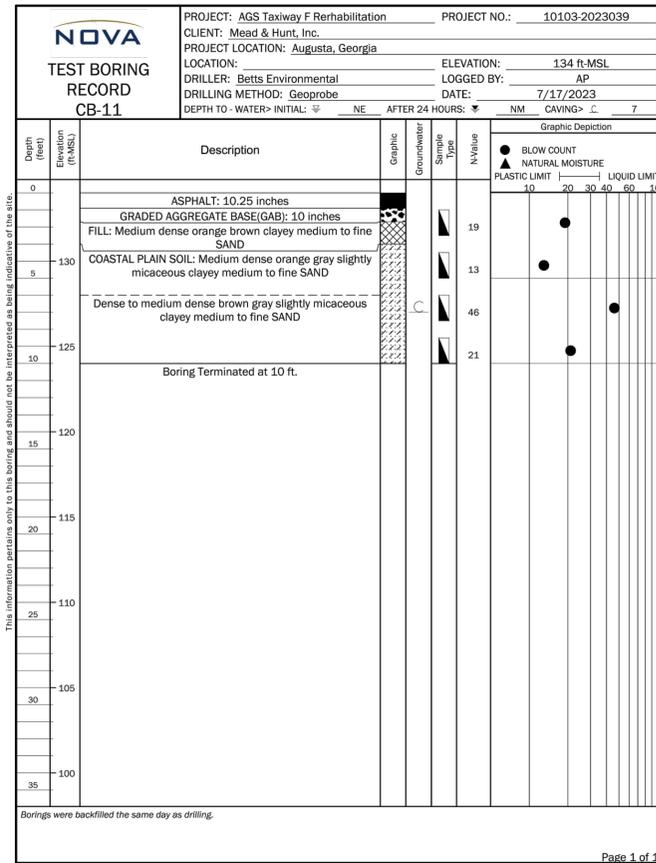 NOVA
TEST BORING
RECORD
CB-11
PROJECT: AGS Taxiway F Rerhabilitation PROJECT NO.: 10103-2023039
CLIENT: Mead & Hunt, Inc.
PROJECT LOCATION: Augusta, Georgia
LOCATION: ELEVATION: 134 ft-MSL
DRILLER: Betts Environmental LOGGED BY: AP
DRILLING METHOD: Geoprobe DATE: 7/17/2023
DEPTH TO - WATER> INITIAL: NE AFTER 24 HOURS: NM CAVING> C 7
Depth
(feet)
Elevation
(ft-MSL)
Description
Graphic
Groundwater
Sample
Type
N-Value
Graphic Depiction
BLOW COUNT
NATURAL MOISTURE
PLASTIC LIMIT LIQUID LIMIT
10 20 30 40 60 10
0
ASPHALT: 10.25 inches
GRADED AGGREGATE BASE(GAB): 10 inches
FILL: Medium dense orange brown clayey medium to fine
SAND
19
COASTAL PLAIN SOIL: Medium dense orange gray slightly
micaceous clayey medium to fine SAND
130
13
5
Dense to medium dense brown gray slightly micaceous
clayey medium to fine SAND
C
46
125
21
10
Boring Terminated at 10 ft.
120
15
115
20
110
25
105
30
100
35
This information pertains only to this boring and should not be interpreted as being indicative of the site.
Borings were backfilled the same day as drilling.
Page 1 of 1